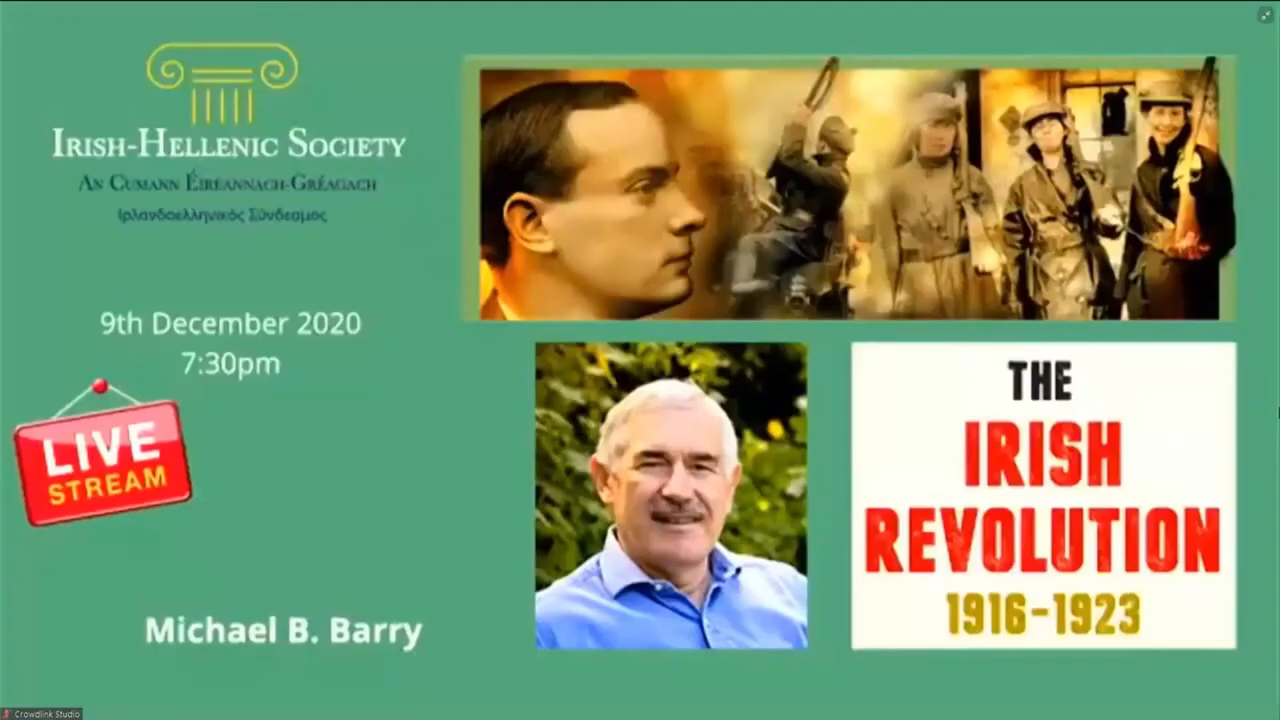 IRISH-HELLENIC SOCIETY
AN CUMANN ÉIREANNACH-GRÉAGACH
Ιρλανδοελληνικός Σύνδεσμος
9th December 2020
7:30pm
LIVE
STREAM
Michael B. Barry
THE
IRISH
REVOLUTION
1916-1923
Crowdlink Studio